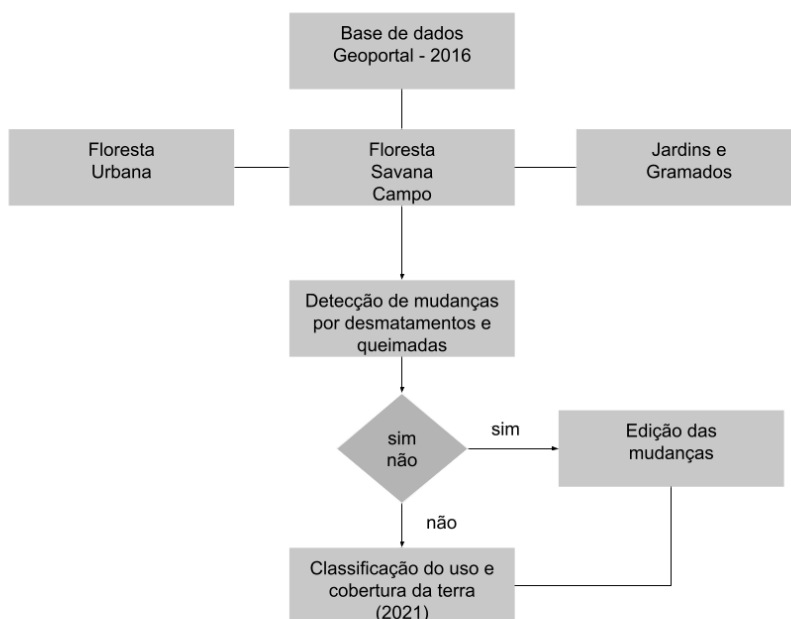 Base de dados
Geoportal - 2016
Floresta
Urbana
Floresta
Savana
Campo
Jardins e
Gramados
Detecção de mudanças
por desmatamentos e
queimadas
sim
não
sim
Edição das
mudanças
não
Classificação do uso e
cobertura da terra
(2021)